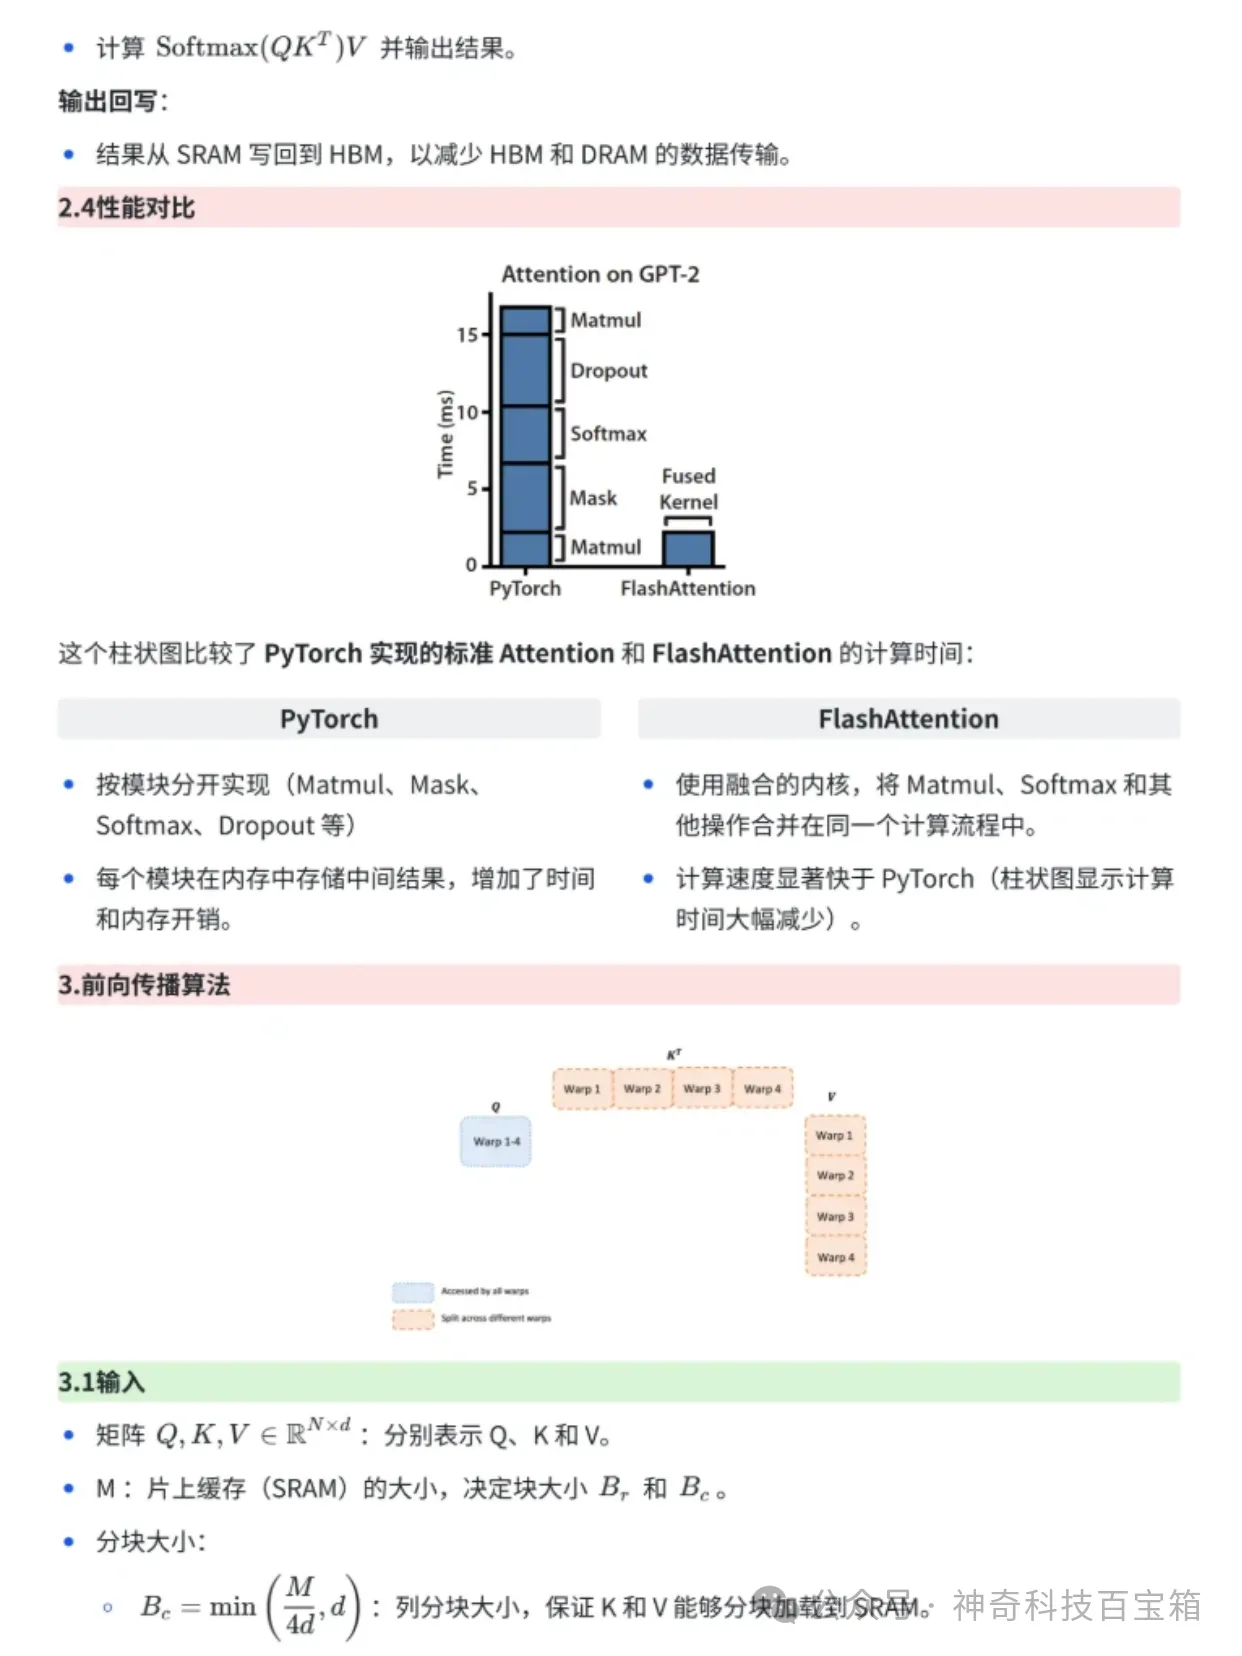 • 计算 Softmax(QK^T)V 并输出结果。
输出回写：
• 结果从 SRAM 写回到 HBM，以减少 HBM 和 DRAM 的数据传输。
2.4性能对比
Attention on GPT-2
Time (ms)
15
10
5
0
Matmul
Dropout
Softmax
Mask
Matmul
Fused
Kernel
PyTorch
FlashAttention
这个柱状图比较了 PyTorch 实现的标准 Attention 和 FlashAttention 的计算时间：
PyTorch
• 按模块分开实现（Matmul、Mask、
Softmax、Dropout 等）
• 每个模块在内存中存储中间结果，增加了时间
和内存开销。
FlashAttention
• 使用融合的内核，将 Matmul、Softmax 和其
他操作合并在同一个计算流程中。
• 计算速度显著快于 PyTorch（柱状图显示计算
时间大幅减少）。
3.前向传播算法
K^T
Warp 1 Warp 2 Warp 3 Warp 4
Q
Warp 1-4
V
Warp 1
Warp 2
Warp 3
Warp 4
Accessed by all warps
Split across different warps
3.1输入
• 矩阵 Q, K, V ∈ ℝ^{N×d}：分别表示 Q、K 和 V。
• M：片上缓存（SRAM）的大小，决定块大小 B_r 和 B_c。
• 分块大小：
◦ B_c = min(M/4d, d)：列分块大小，保证 K 和 V 能够分块加载到 SRAM。
公众号 · 神奇科技百宝箱